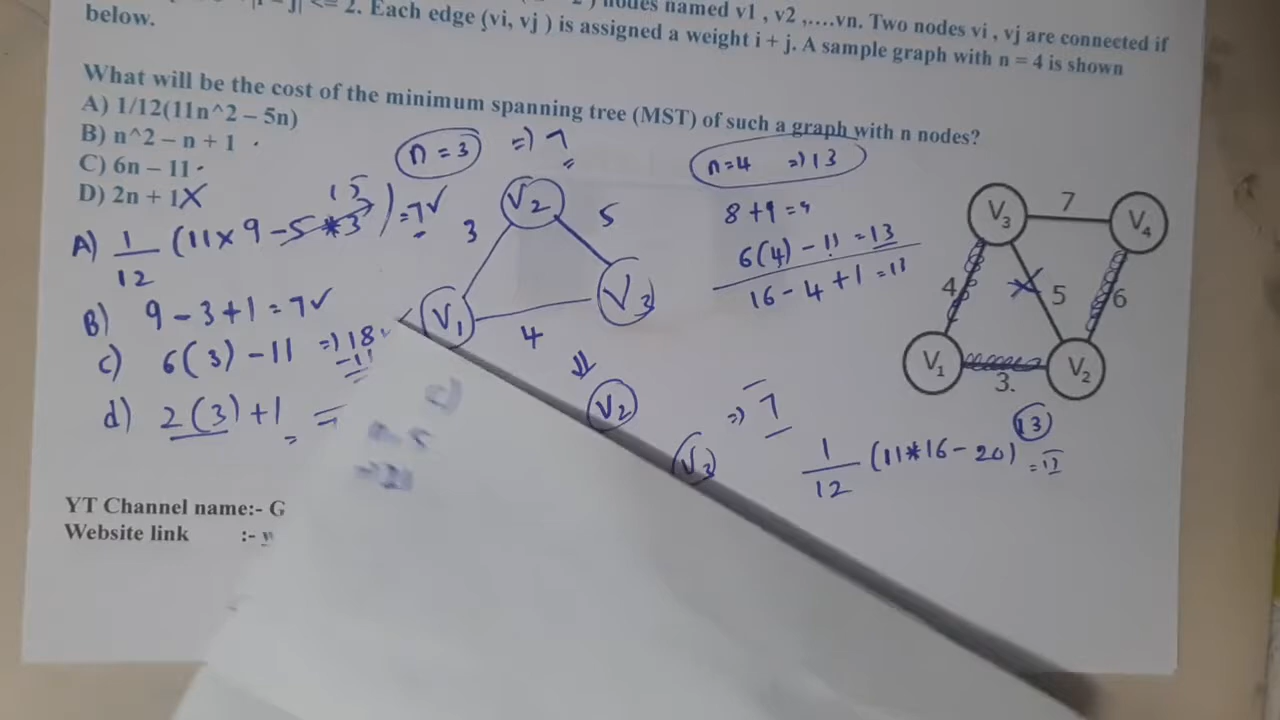 nodes named v1 , v2 ,....vn. Two nodes vi , vj are connected if
<= 2. Each edge (vi, vj ) is assigned a weight i + j. A sample graph with n = 4 is shown
below.
What will be the cost of the minimum spanning tree (MST) of such a graph with n nodes?
A) 1/12(11n^2 – 5n)
B) n^2 – n + 1
C) 6n – 11
D) 2n + 1 X
n = 3 => 7
n=4 => 13
15
A) 1/12 (11 x 9 - 5 * 3) = 7 ✓
B) 9 - 3 + 1 = 7 ✓
c) 6(3) - 11 => 18
- 11
d) 2(3) + 1 =
V2
3
5
V1
V3
4
V2
V3
=> 7
6(4) - 11 = 13
16 - 4 + 1 = 13
V3
7
V4
4
5
6
V1
3.
V2
13
1/12 (11*16 - 20)
YT Channel name:- G
Website link :-